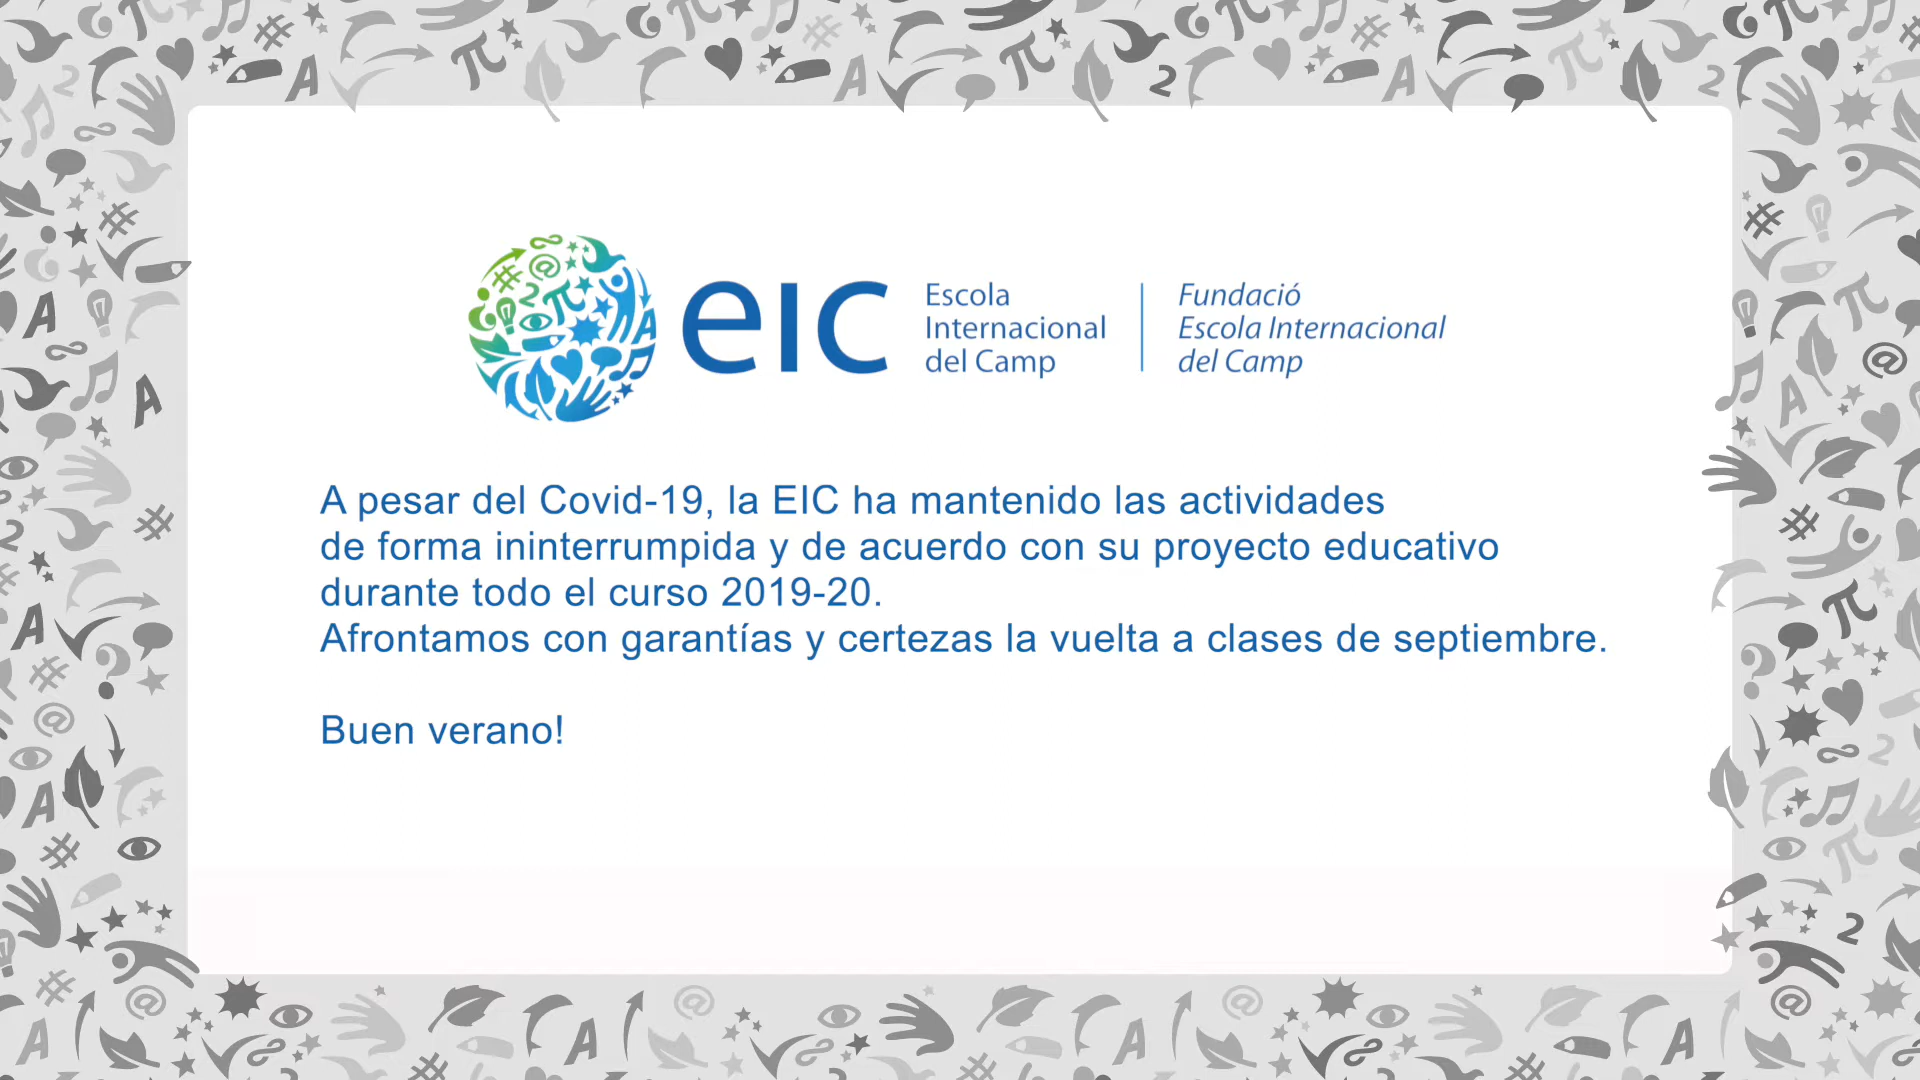 eIC
Escola
Internacional
del Camp
Fundació
Escola Internacional
del Camp
A pesar del Covid-19, la EIC ha mantenido las actividades
de forma ininterrumpida y de acuerdo con su proyecto educativo
durante todo el curso 2019-20.
Afrontamos con garantías y certezas la vuelta a clases de septiembre.
Buen verano!